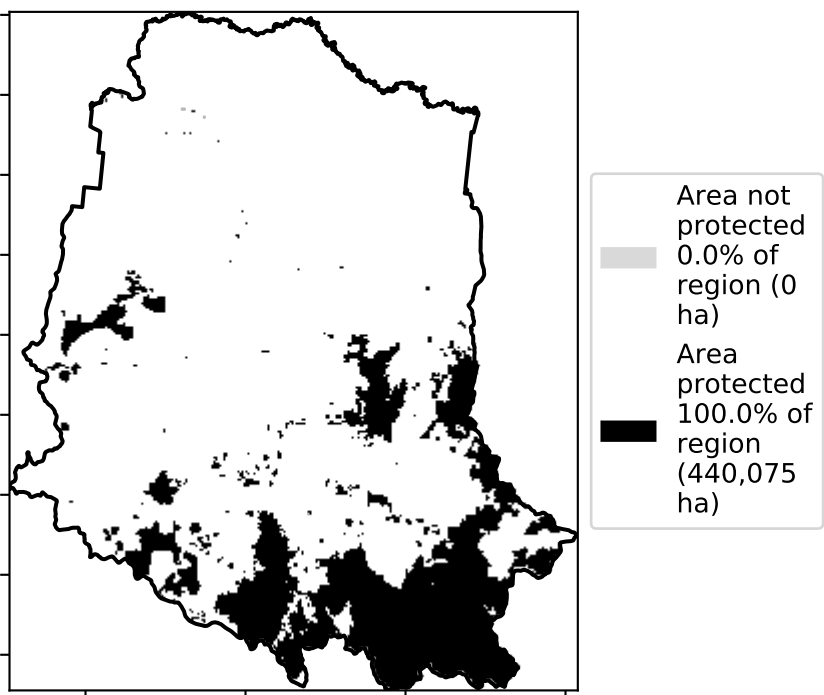 Area not
protected
0.0% of
region (0
ha)
Area
protected
100.0% of
region
(440,075
ha)